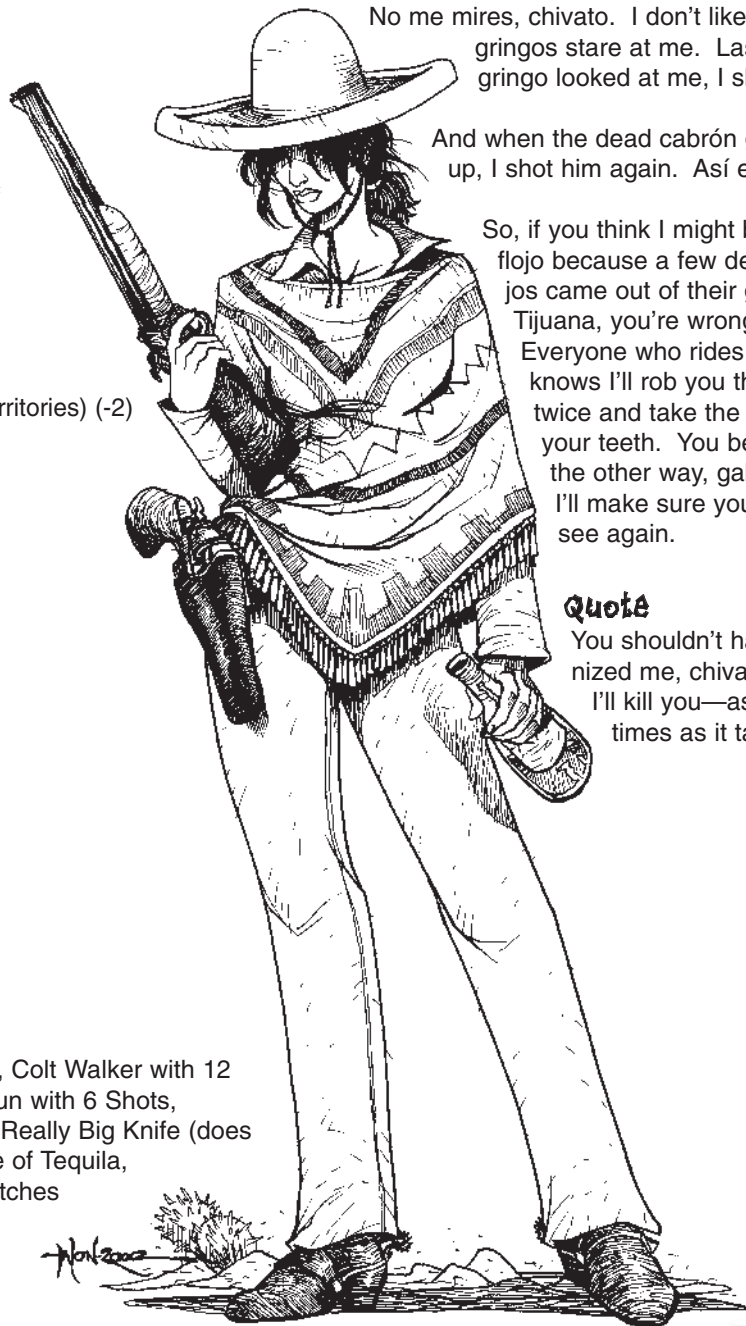 No me mires, chivato. I don't like
gringos stare at me. Las
gringo looked at me, I s
And when the dead cabrón
up, I shot him again. Así e
So, if you think I might b
flojo because a few de
jos came out of their
Tijuana, you're wrong
Everyone who rides
knows I'll rob you th
twice and take the
your teeth. You be
the other way, gal
I'll make sure you
see again.
rritories) (-2)
Quote
You shouldn't ha
nized me, chiva
I'll kill you—as
times as it ta
, Colt Walker with 12
un with 6 Shots,
Really Big Knife (does
e of Tequila,
tches